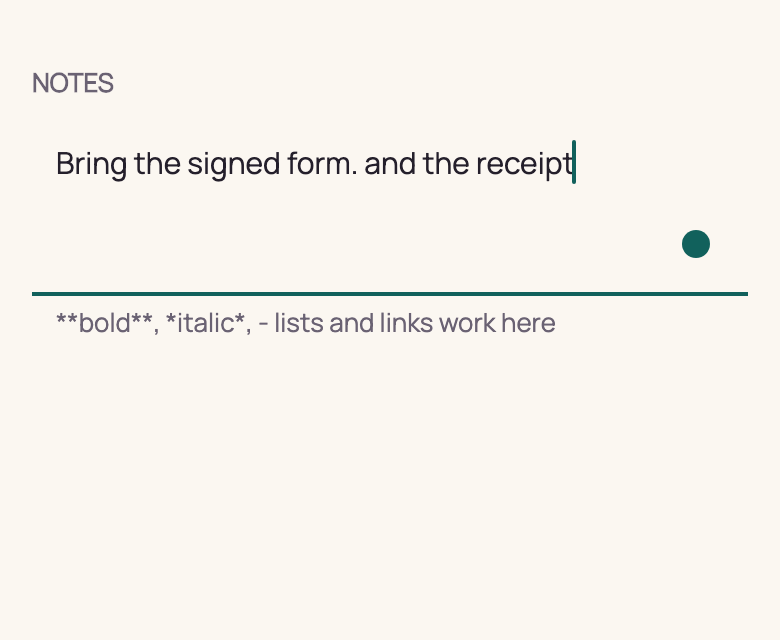 NOTES
Bring the signed form. and the receipt
**bold**, *italic*, - lists and links work here